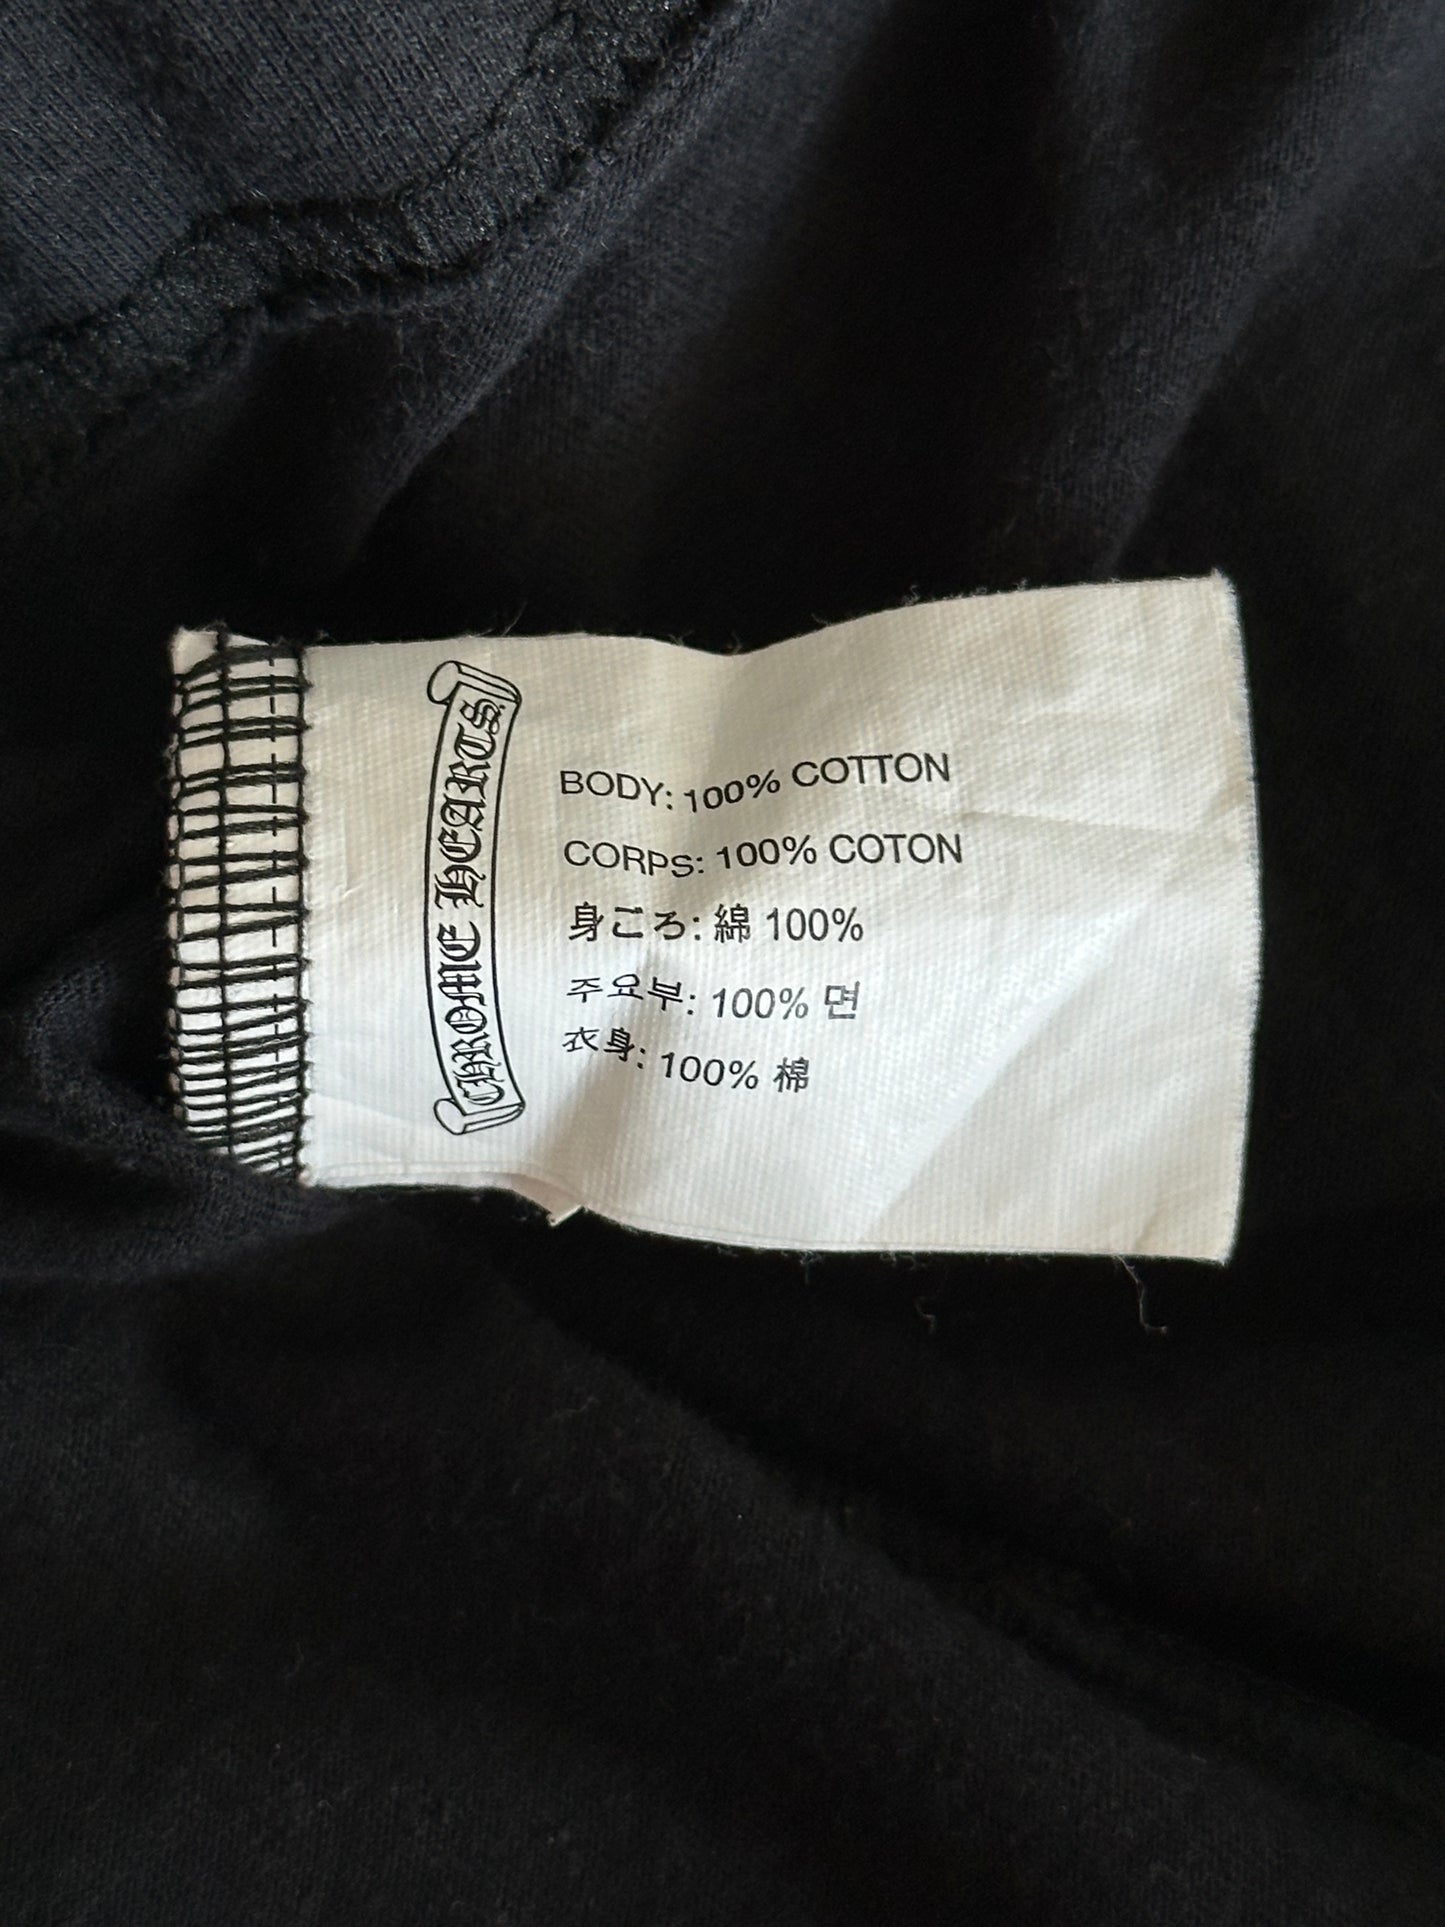 CHROME HEARTS
BODY: 100% COTTON
CORPS: 100% COTON
身ごろ: 綿 100%
주요부: 100% 면
衣身: 100% 棉